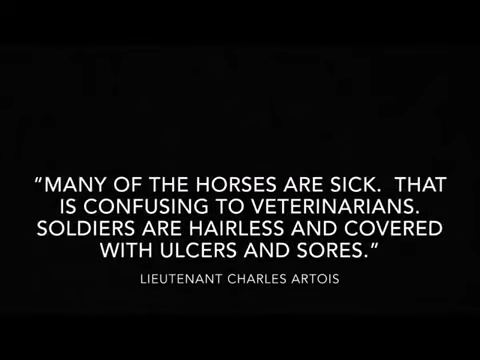 “MANY OF THE HORSES ARE SICK.  THAT
IS CONFUSING TO VETERINARIANS.
SOLDIERS ARE HAIRLESS AND COVERED
WITH ULCERS AND SORES.”
LIEUTENANT CHARLES ARTOIS